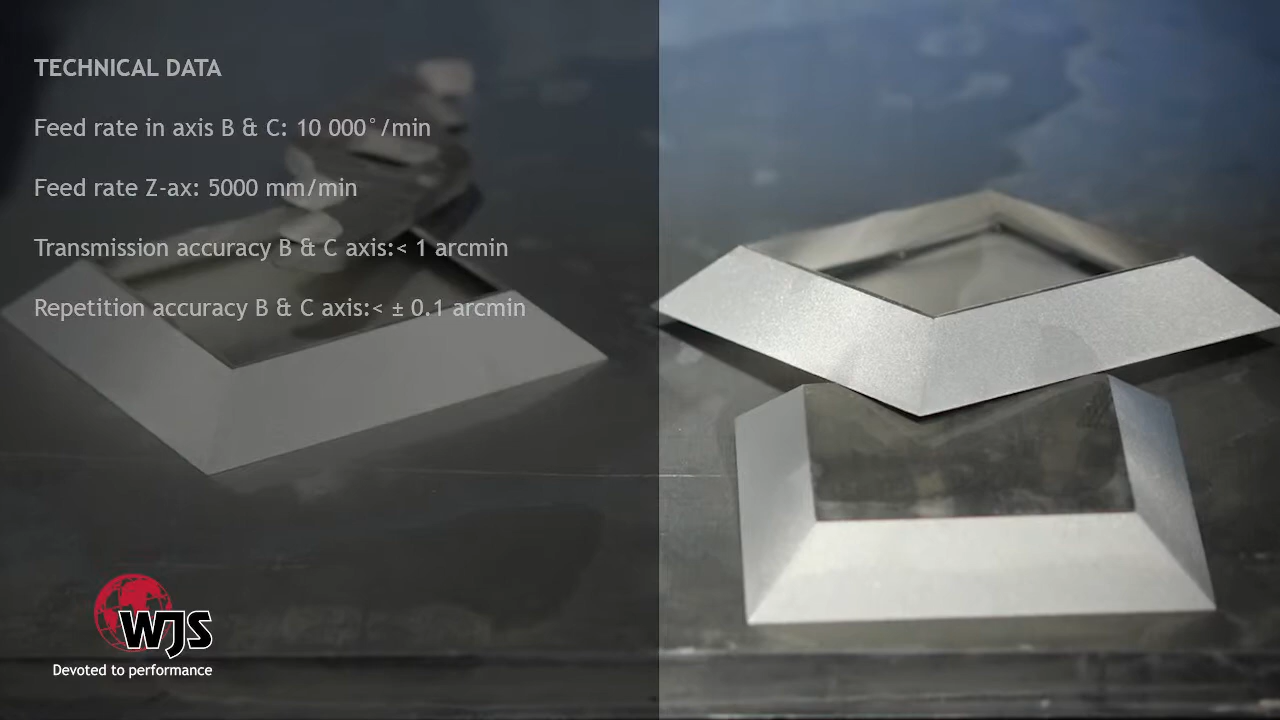 TECHNICAL DATA
Feed rate in axis B & C: 10 000°/min
Feed rate Z-ax: 5000 mm/min
Transmission accuracy B & C axis:< 1 arcmin
Repetition accuracy B & C axis:< ± 0.1 arcmin
WJS
Devoted to performance